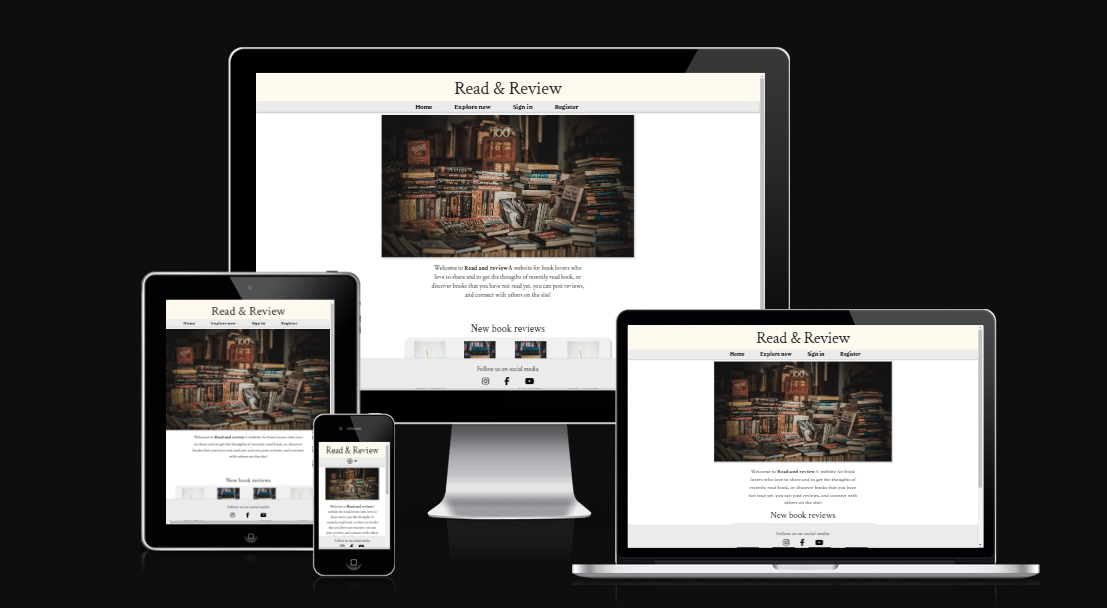 Read & Review
Home Explore now Sign in Register
100
Welcome to Read and review A website for book lovers who
love to share and to get the thougths of recently read book, or
discover books that you have not read yet. you can post reviews,
and connect with others on the site!
New book reviews
Follow us on social media
Read & Review
Home Explore now Sign in Register
Welcome to Read and review A website for book lovers who love
to share and to get the thougths of recently read book, or discover
books that you have not read yet. you can post reviews, and connect
with others on the site!
New book reviews
Follow us on social media
Read & Review
Welcome to Read and review A
website for book lovers who love to
share and to get the thougths of
recently read book, or discover books
that you have not read yet. you can
post reviews, and connect with others
Follow us on social media
Read & Review
Home Explore now Sign in Register
100
Welcome to Read and review A website for book
lovers who love to share and to get the thougths of
recently read book, or discover books that you have
not read yet. you can post reviews, and connect with
others on the site!
New book reviews
Follow us on social media